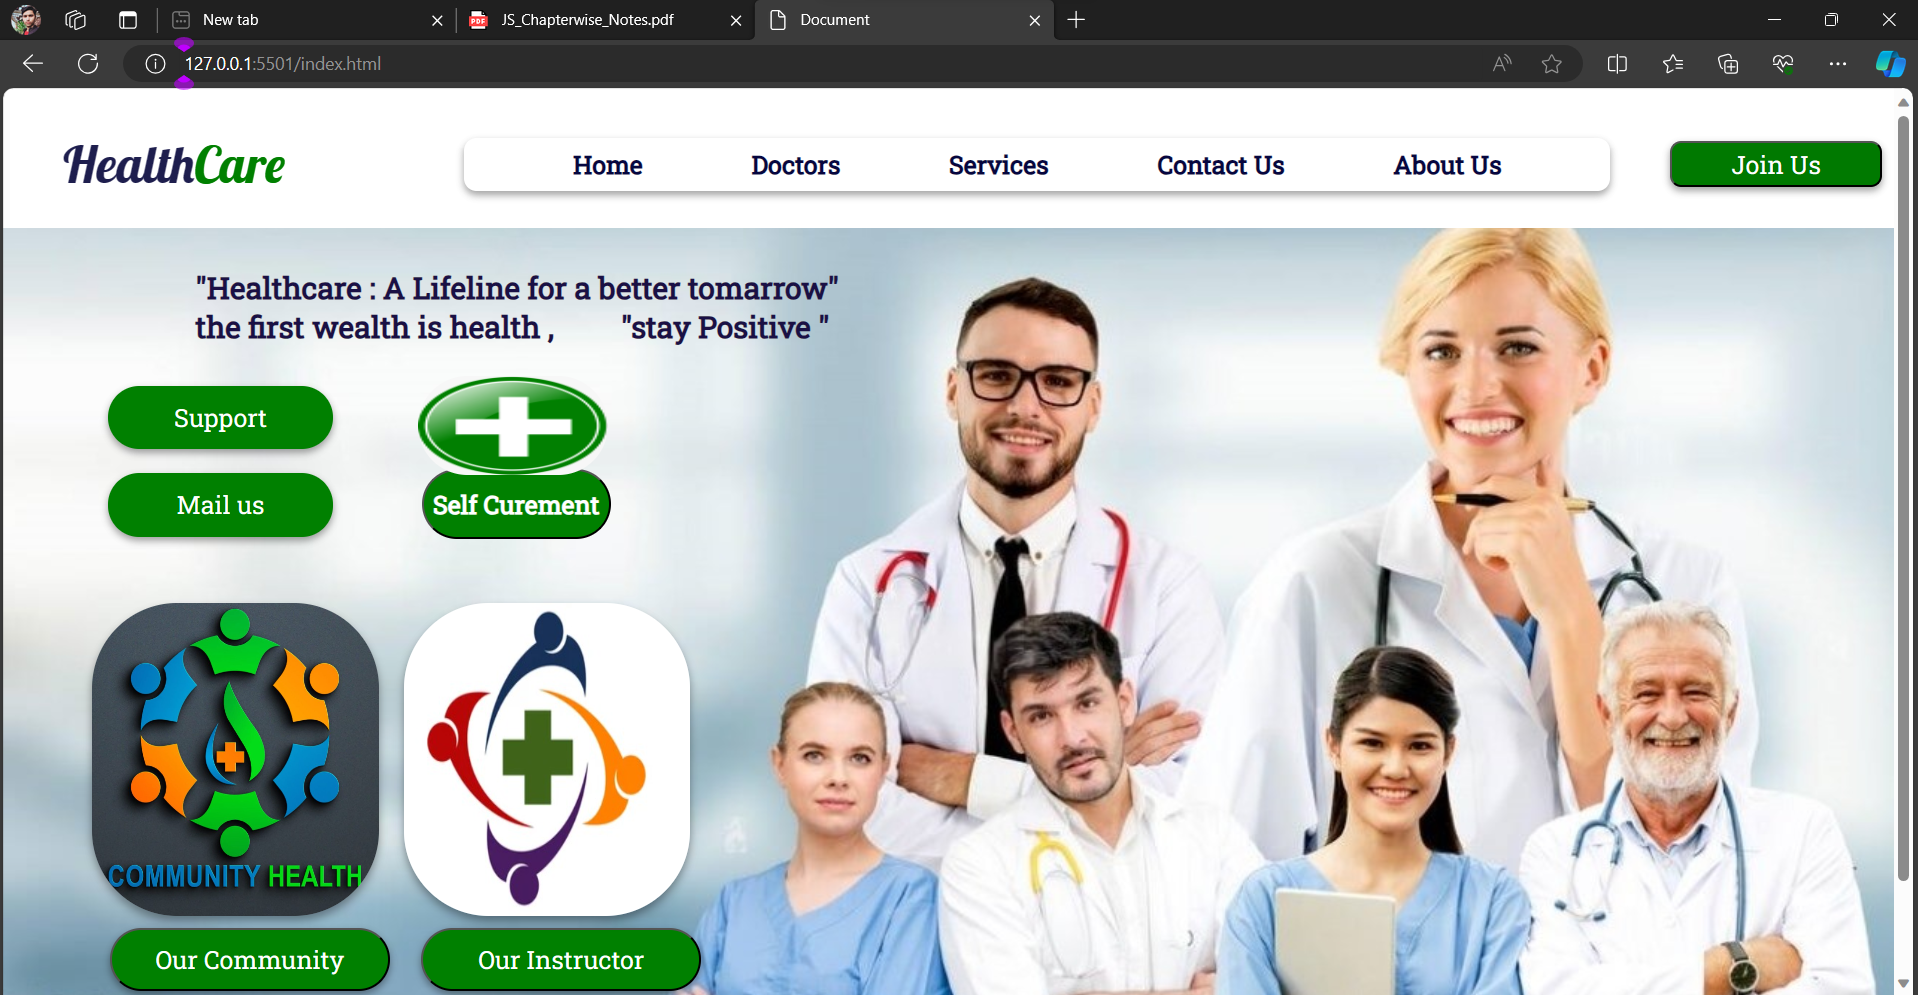 New tab
JS_Chapterwise_Notes.pdf
Document
127.0.0.1:5501/index.html
HealthCare
Home
Doctors
Services
Contact Us
About Us
Join Us
"Healthcare : A Lifeline for a better tomarrow"
the first wealth is health , "stay Positive "
Support
Mail us
Self Curement
COMMUNITY HEALTH
Our Community
Our Instructor